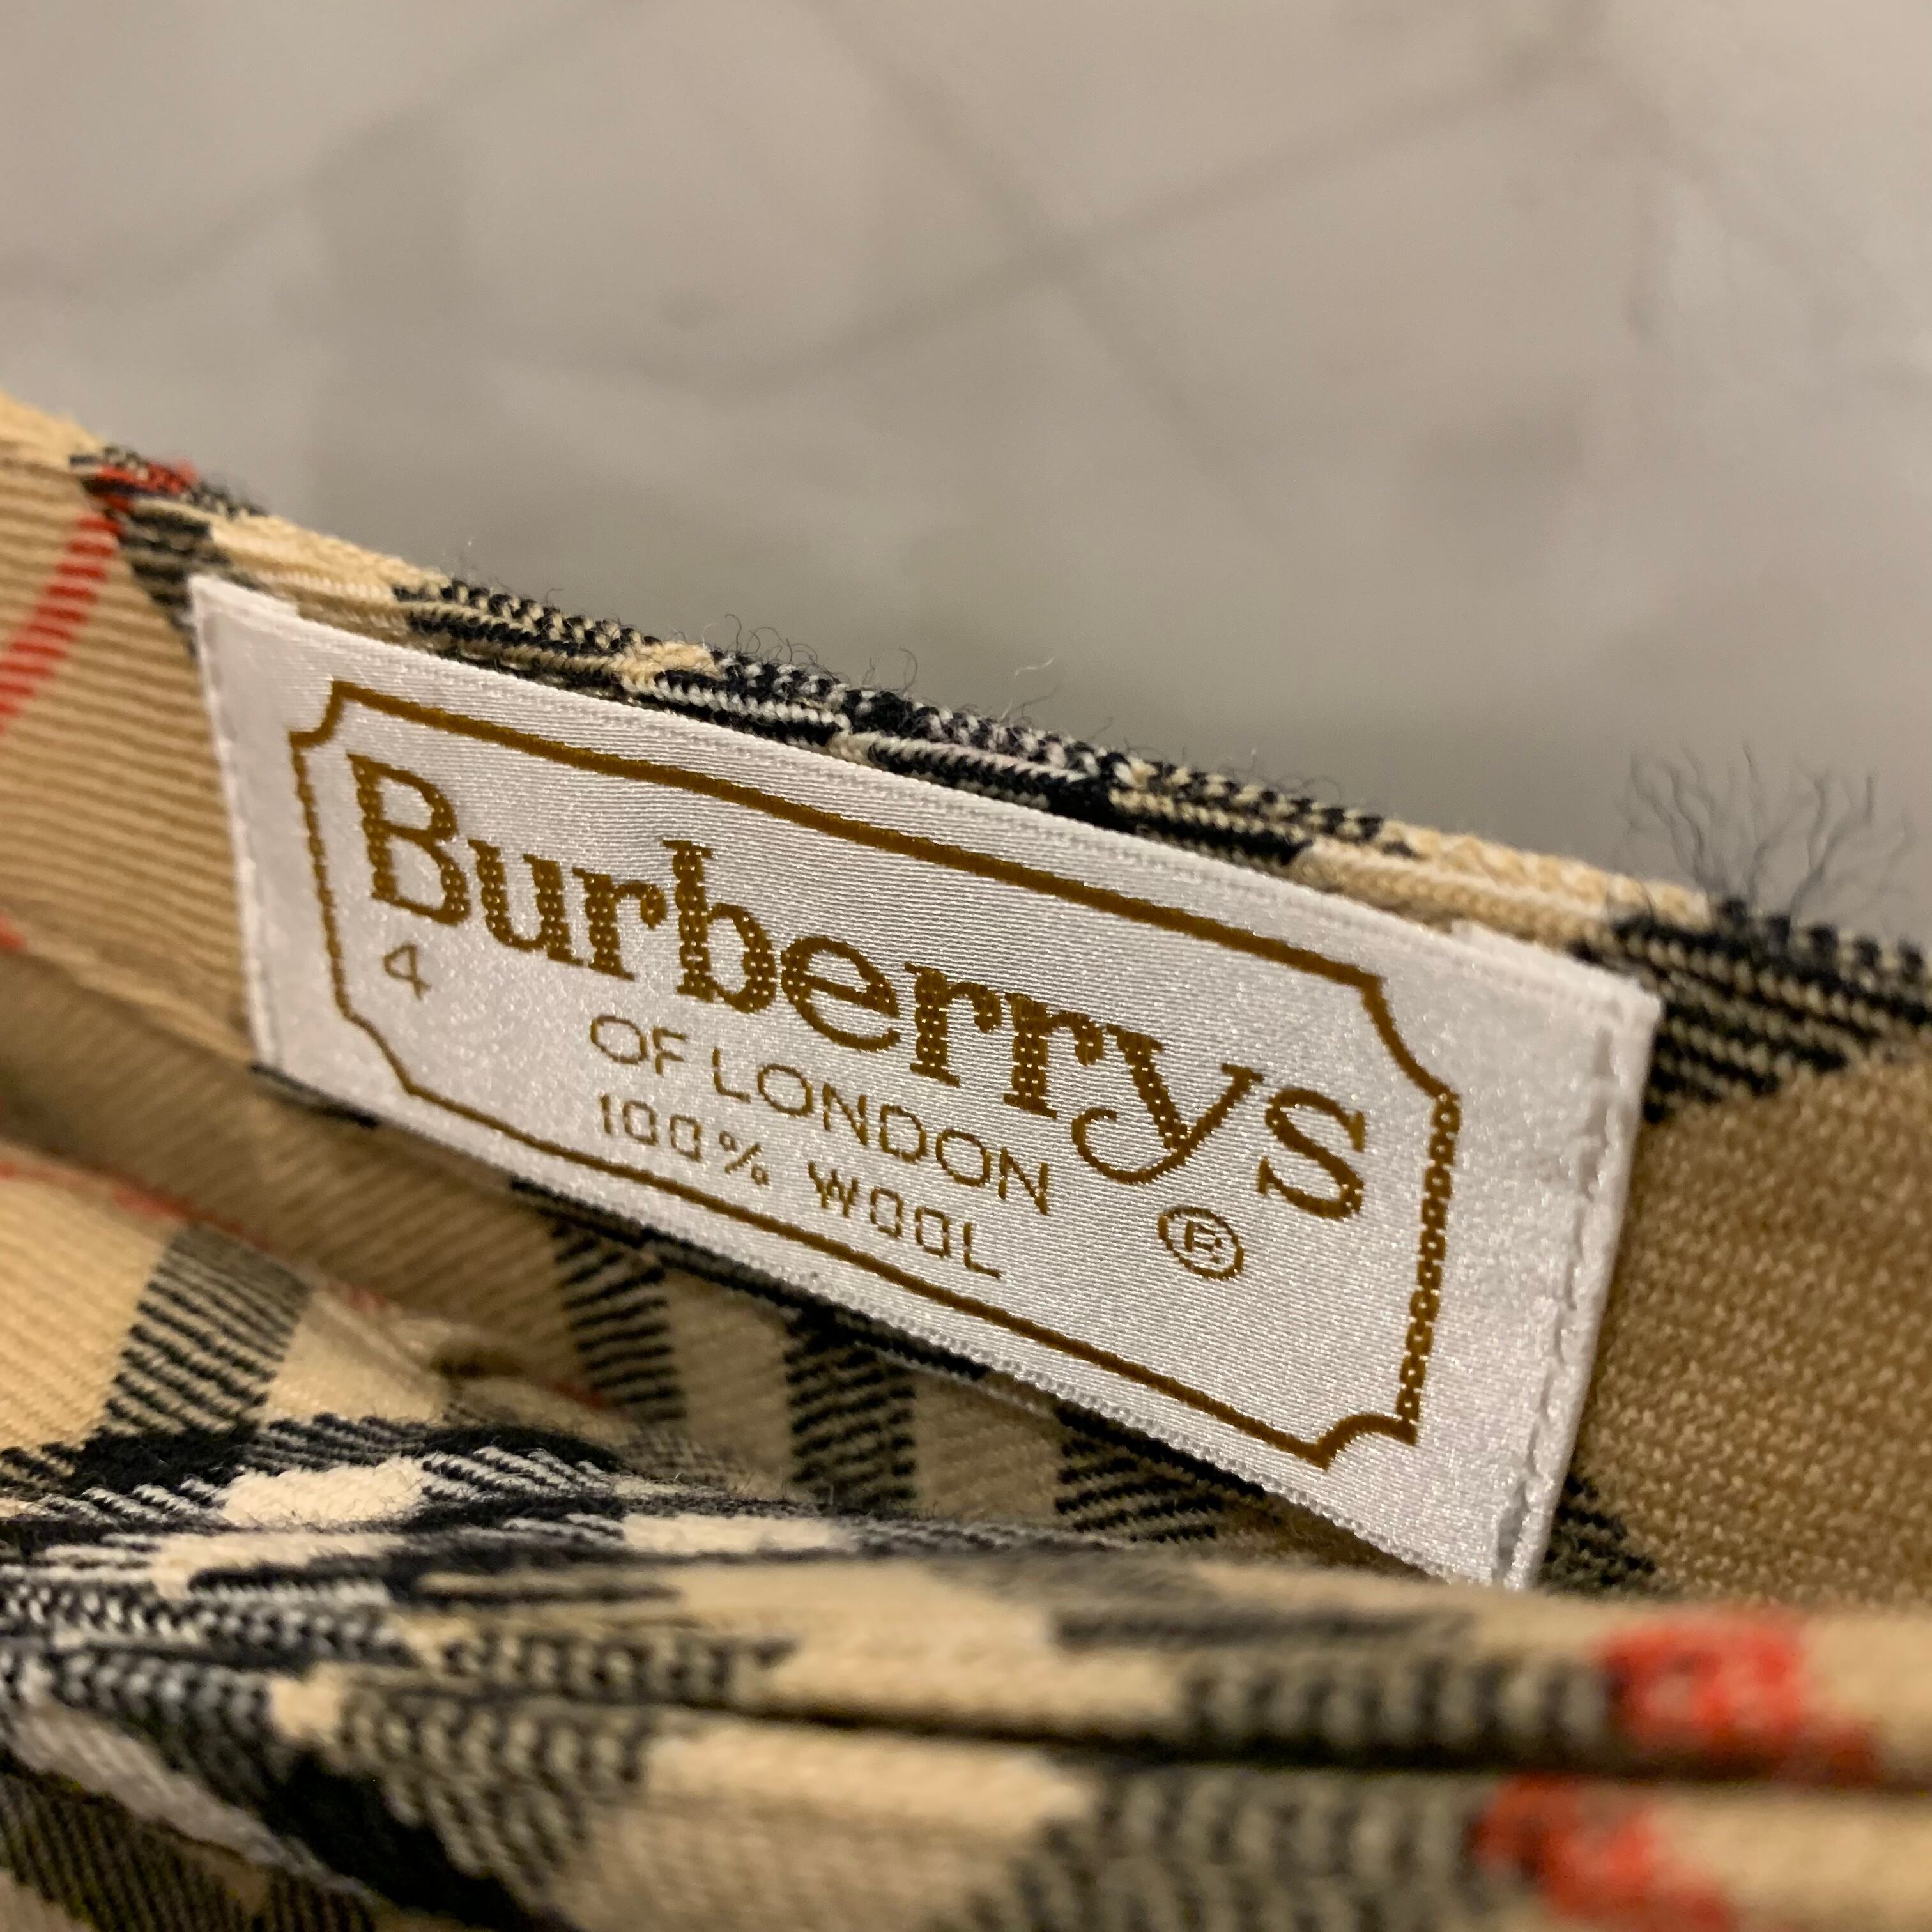 Burberrys
4
OF LONDON
100% WOOL
®